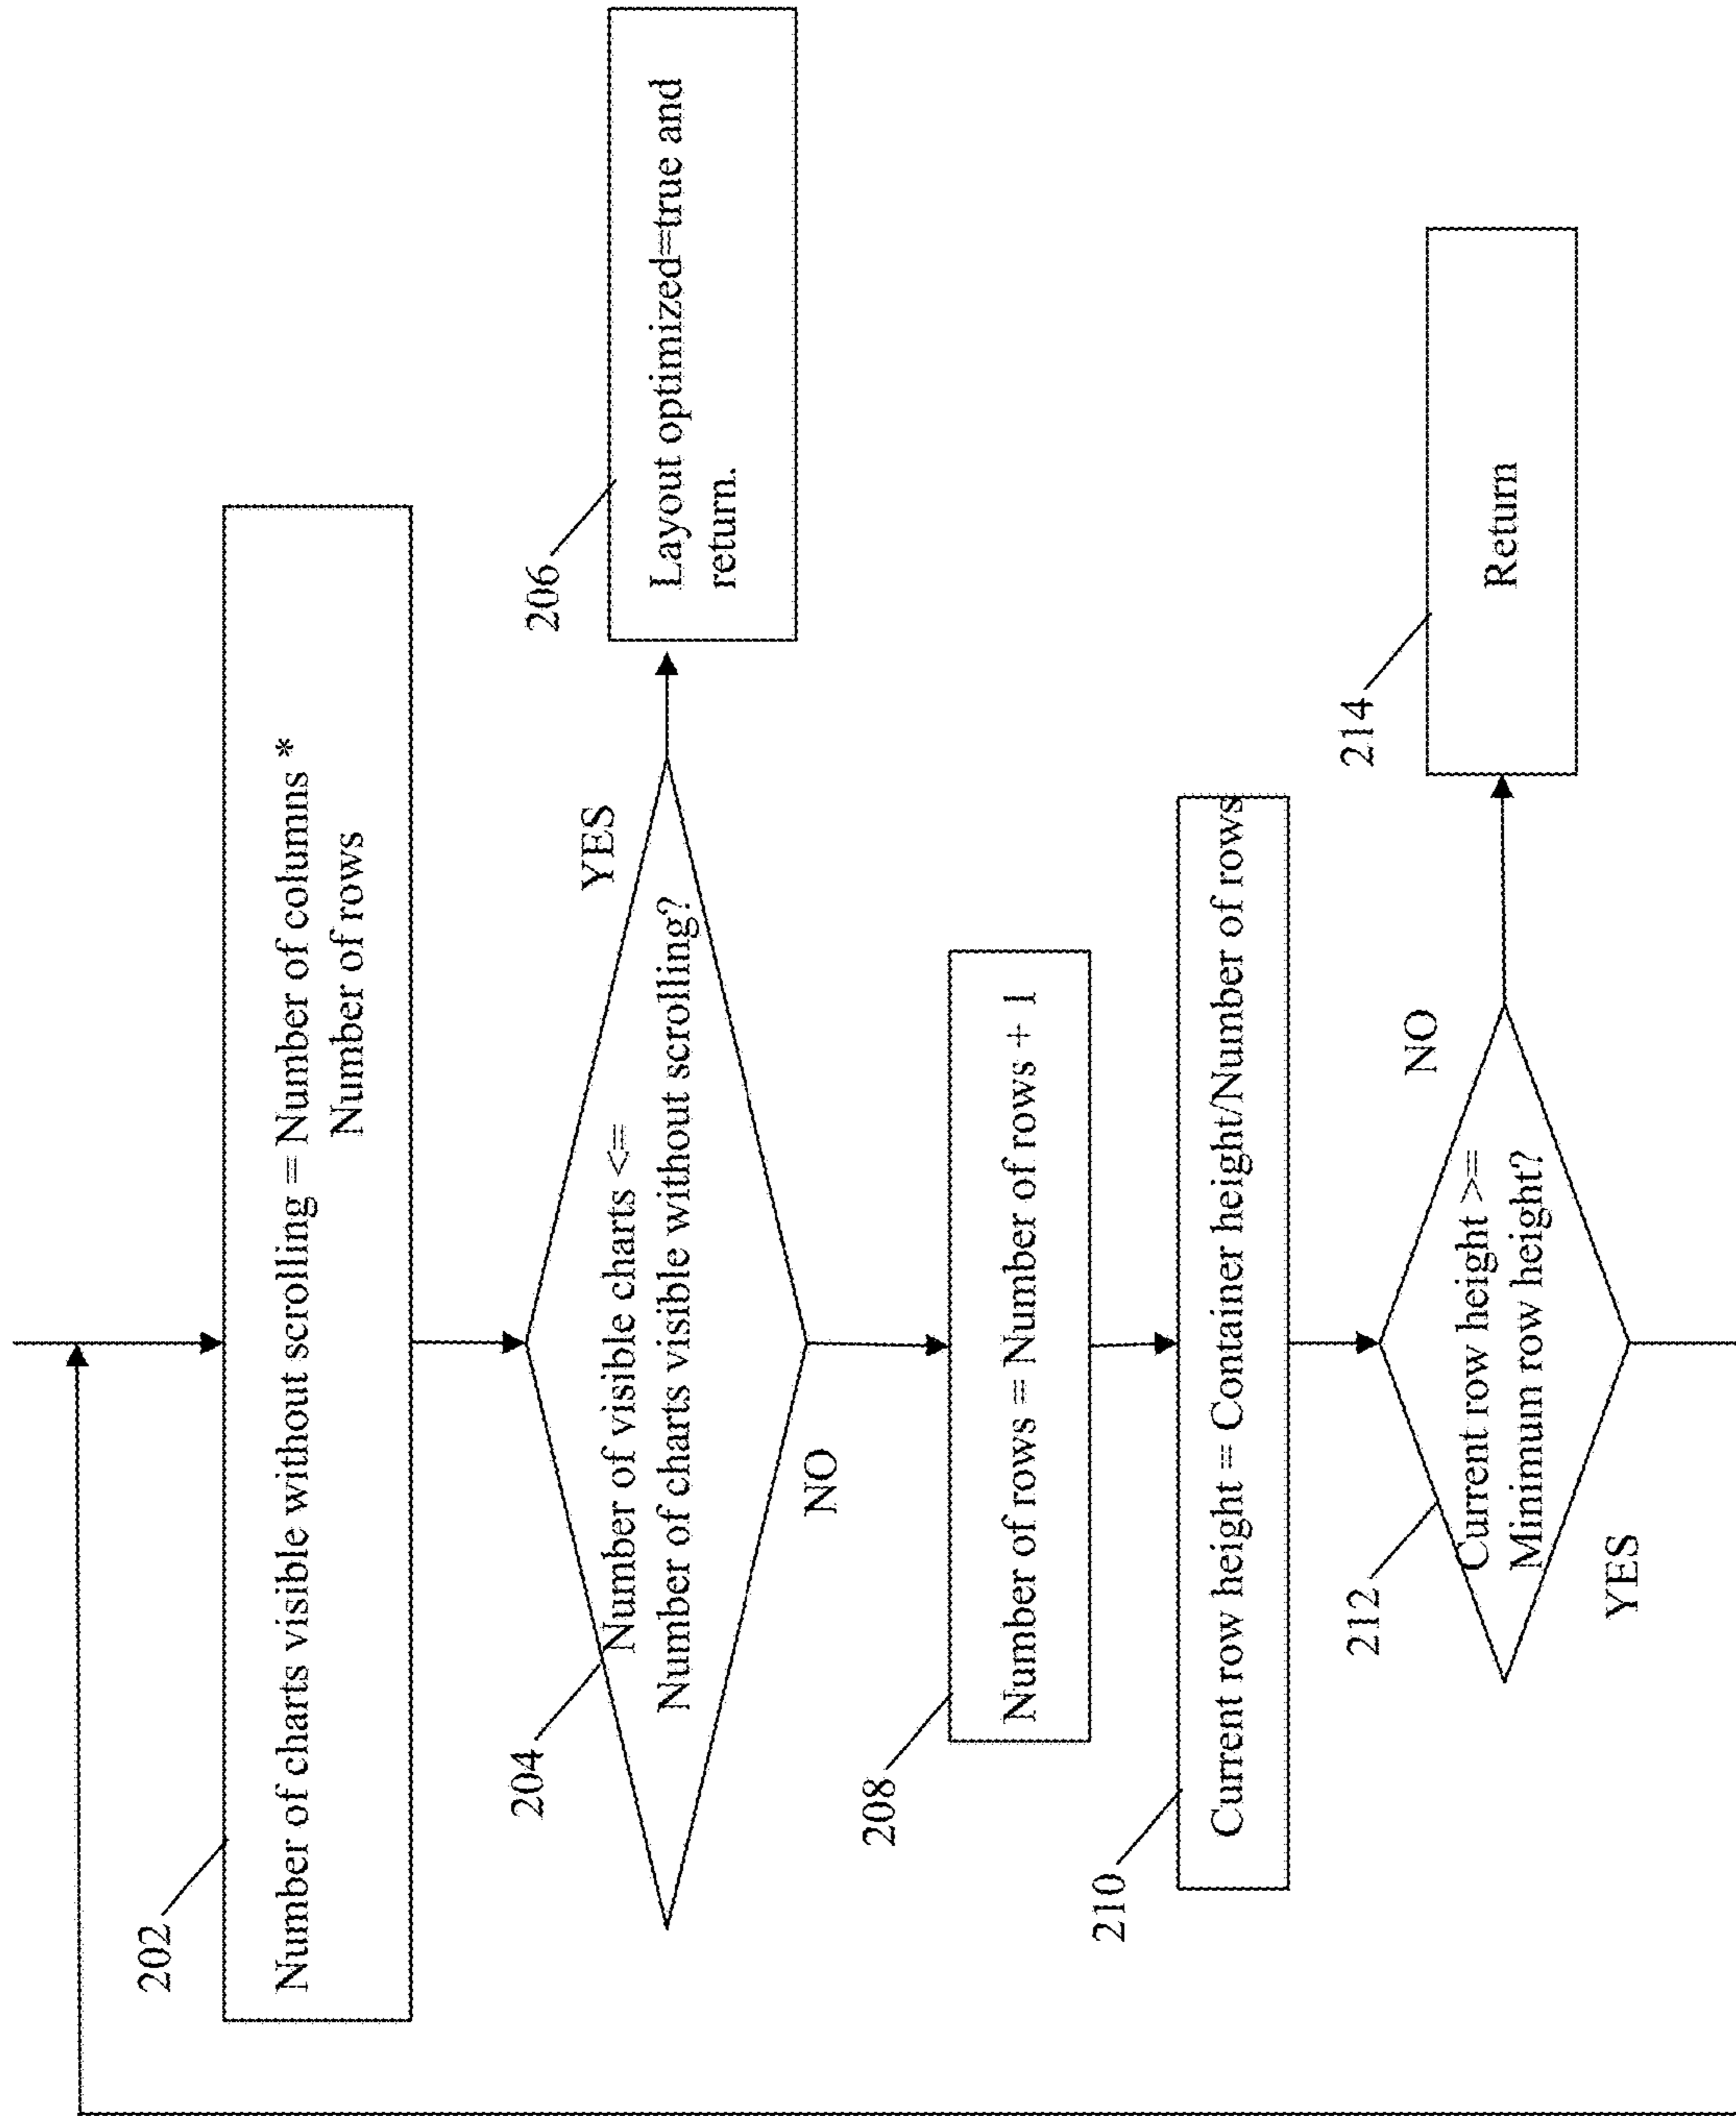 202
Number of charts visible without scrolling = Number of columns *
Number of rows
204
Number of visible charts <=
Number of charts visible without scrolling?
YES
206
Layout optimized=true and
return.
NO
208
Number of rows = Number of rows + 1
210
Current row height = Container height/Number of rows
212
Current row height >=
Minimum row height?
NO
214
Return
YES